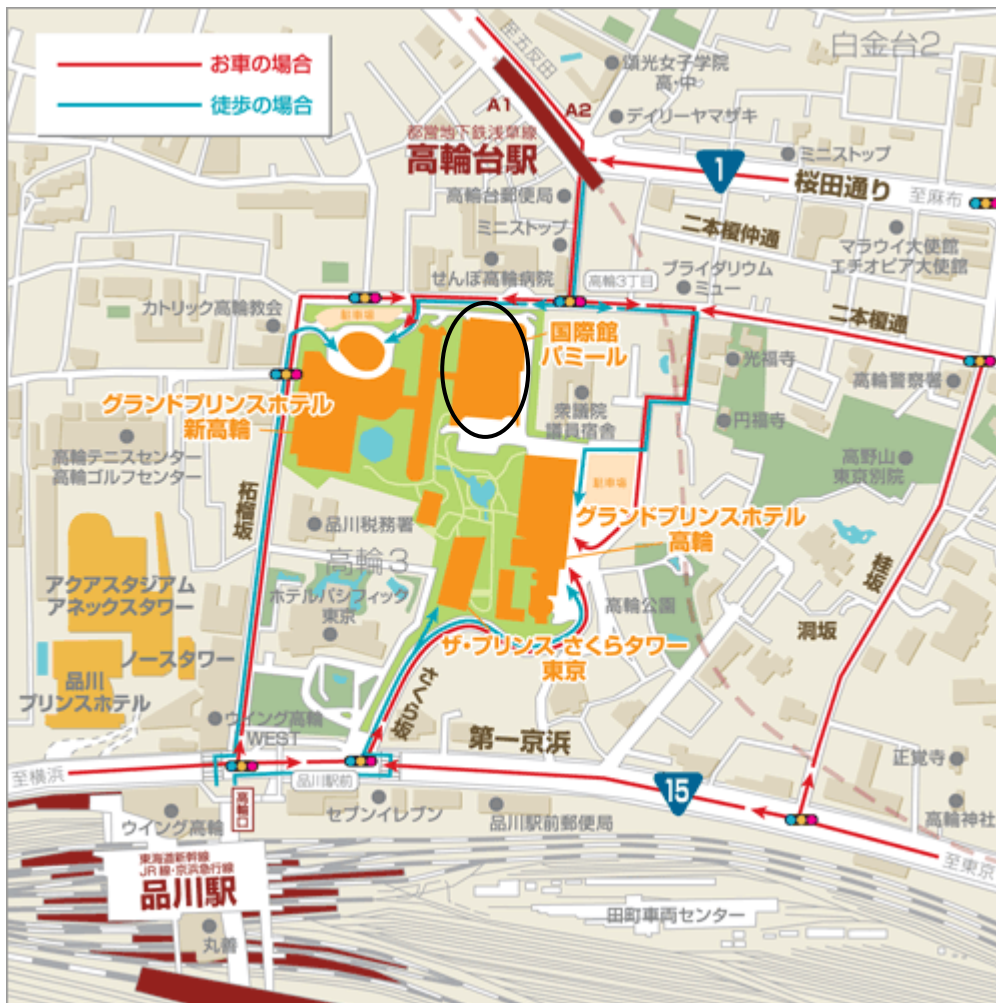 お車の場合
徒歩の場合
至五反田
頌光女子学院
高・中
白金台2
A1
A2
デイリーヤマザキ
都営地下鉄浅草線
高輪台駅
ミニストップ
1
桜田通り
至麻布
高輪台郵便局
二本榎仲通
ミニストップ
マラウイ大使館
エチオピア大使館
せんぽ高輪病院
高輪3丁目
ブライダリウム
ミュー
カトリック高輪教会
駐車場
二本榎通
国際館
パミール
光福寺
高輪警察署
グランドプリンスホテル
新高輪
衆議院
議員宿舎
円福寺
高輪テニスセンター
高輪ゴルフセンター
高野山
東京別院
柘榴坂
駐車場
品川税務署
グランドプリンスホテル
高輪
高輪3
桂坂
アクアスタジアム
アネックスタワー
ホテルパシフィック
東京
高輪公園
洞坂
ノースタワー
ザ・プリンス さくらタワー
東京
品川
プリンスホテル
さくら坂
ウイング高輪
WEST
第一京浜
正覚寺
至横浜
品川駅前
15
高輪口
ウイング高輪
セブンイレブン
品川駅前郵便局
高輪神社
至東京
東海道新幹線
JR線・京浜急行線
品川駅
田町車両センター
丸善